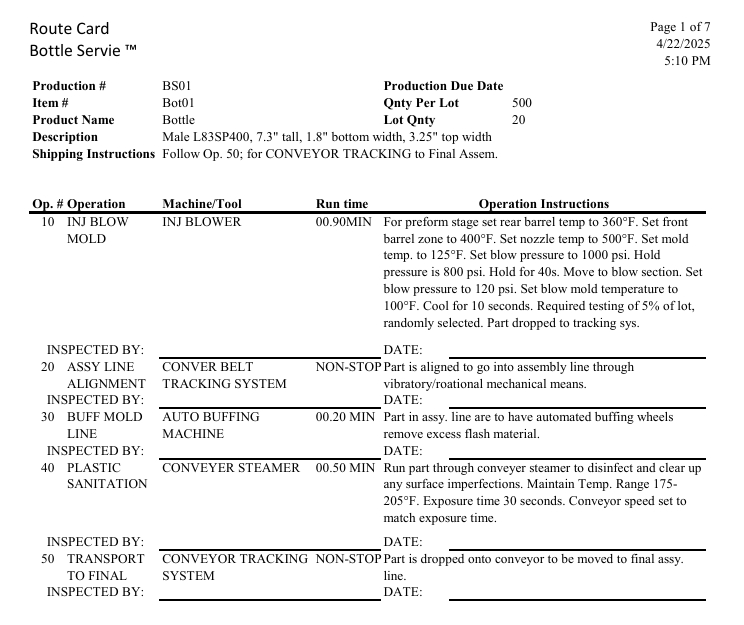 Route Card
Bottle Servie ™
Page 1 of 7
4/22/2025
5:10 PM
Production # BS01 Production Due Date
Item # Bot01 Qnty Per Lot 500
Product Name Bottle Lot Qnty 20
Description Male L83SP400, 7.3" tall, 1.8" bottom width, 3.25" top width
Shipping Instructions Follow Op. 50; for CONVEYOR TRACKING to Final Assem.
Op. # Operation Machine/Tool Run time Operation Instructions
10 INJ BLOW INJ BLOWER 00.90MIN For preform stage set rear barrel temp to 360°F. Set front
MOLD barrel zone to 400°F. Set nozzle temp to 500°F. Set mold
temp. to 125°F. Set blow pressure to 1000 psi. Hold
pressure is 800 psi. Hold for 40s. Move to blow section. Set
blow pressure to 120 psi. Set blow mold temperature to
100°F. Cool for 10 seconds. Required testing of 5% of lot,
randomly selected. Part dropped to tracking sys.
INSPECTED BY: DATE:
20 ASSY LINE CONVER BELT NON-STOP Part is aligned to go into assembly line through
ALIGNMENT TRACKING SYSTEM vibratory/roational mechanical means.
INSPECTED BY: DATE:
30 BUFF MOLD AUTO BUFFING 00.20 MIN Part in assy. line are to have automated buffing wheels
LINE MACHINE remove excess flash material.
INSPECTED BY: DATE:
40 PLASTIC CONVEYER STEAMER 00.50 MIN Run part through conveyer steamer to disinfect and clear up
SANITATION any surface imperfections. Maintain Temp. Range 175-
205°F. Exposure time 30 seconds. Conveyor speed set to
match exposure time.
INSPECTED BY: DATE:
50 TRANSPORT CONVEYOR TRACKING NON-STOP Part is dropped onto conveyor to be moved to final assy.
TO FINAL SYSTEM line.
INSPECTED BY: DATE: